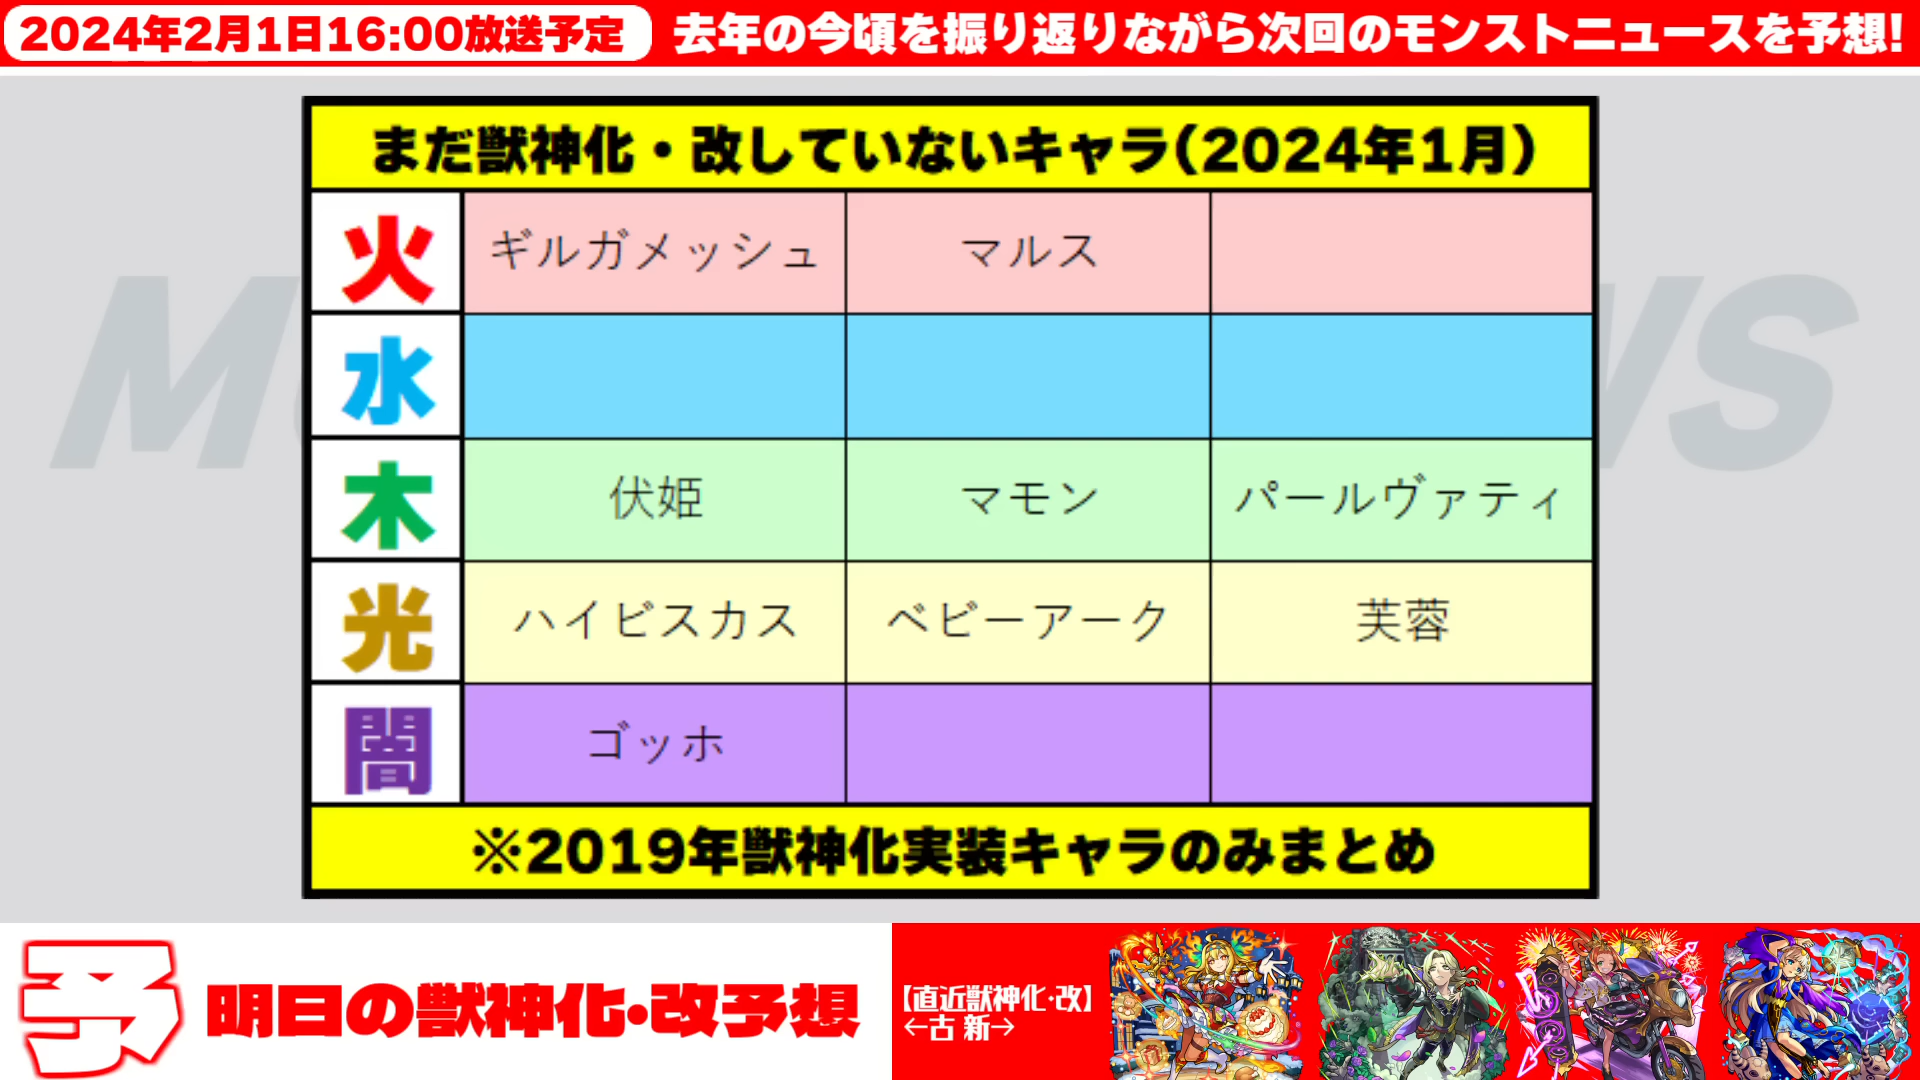 2024年2月1日16:00放送予定
去年の今頃を振り返りながら次回のモンストニュースを予想!
まだ獣神化・改していないキャラ(2024年1月)
火 ギルガメッシュ マルス
水
木 伏姫 マモン パールヴァティ
光 ハイビスカス ベビーアーク 芙蓉
闇 ゴッホ
※2019年獣神化実装キャラのみまとめ
予
明日の獣神化・改予想
【直近獣神化・改】
←古 新→